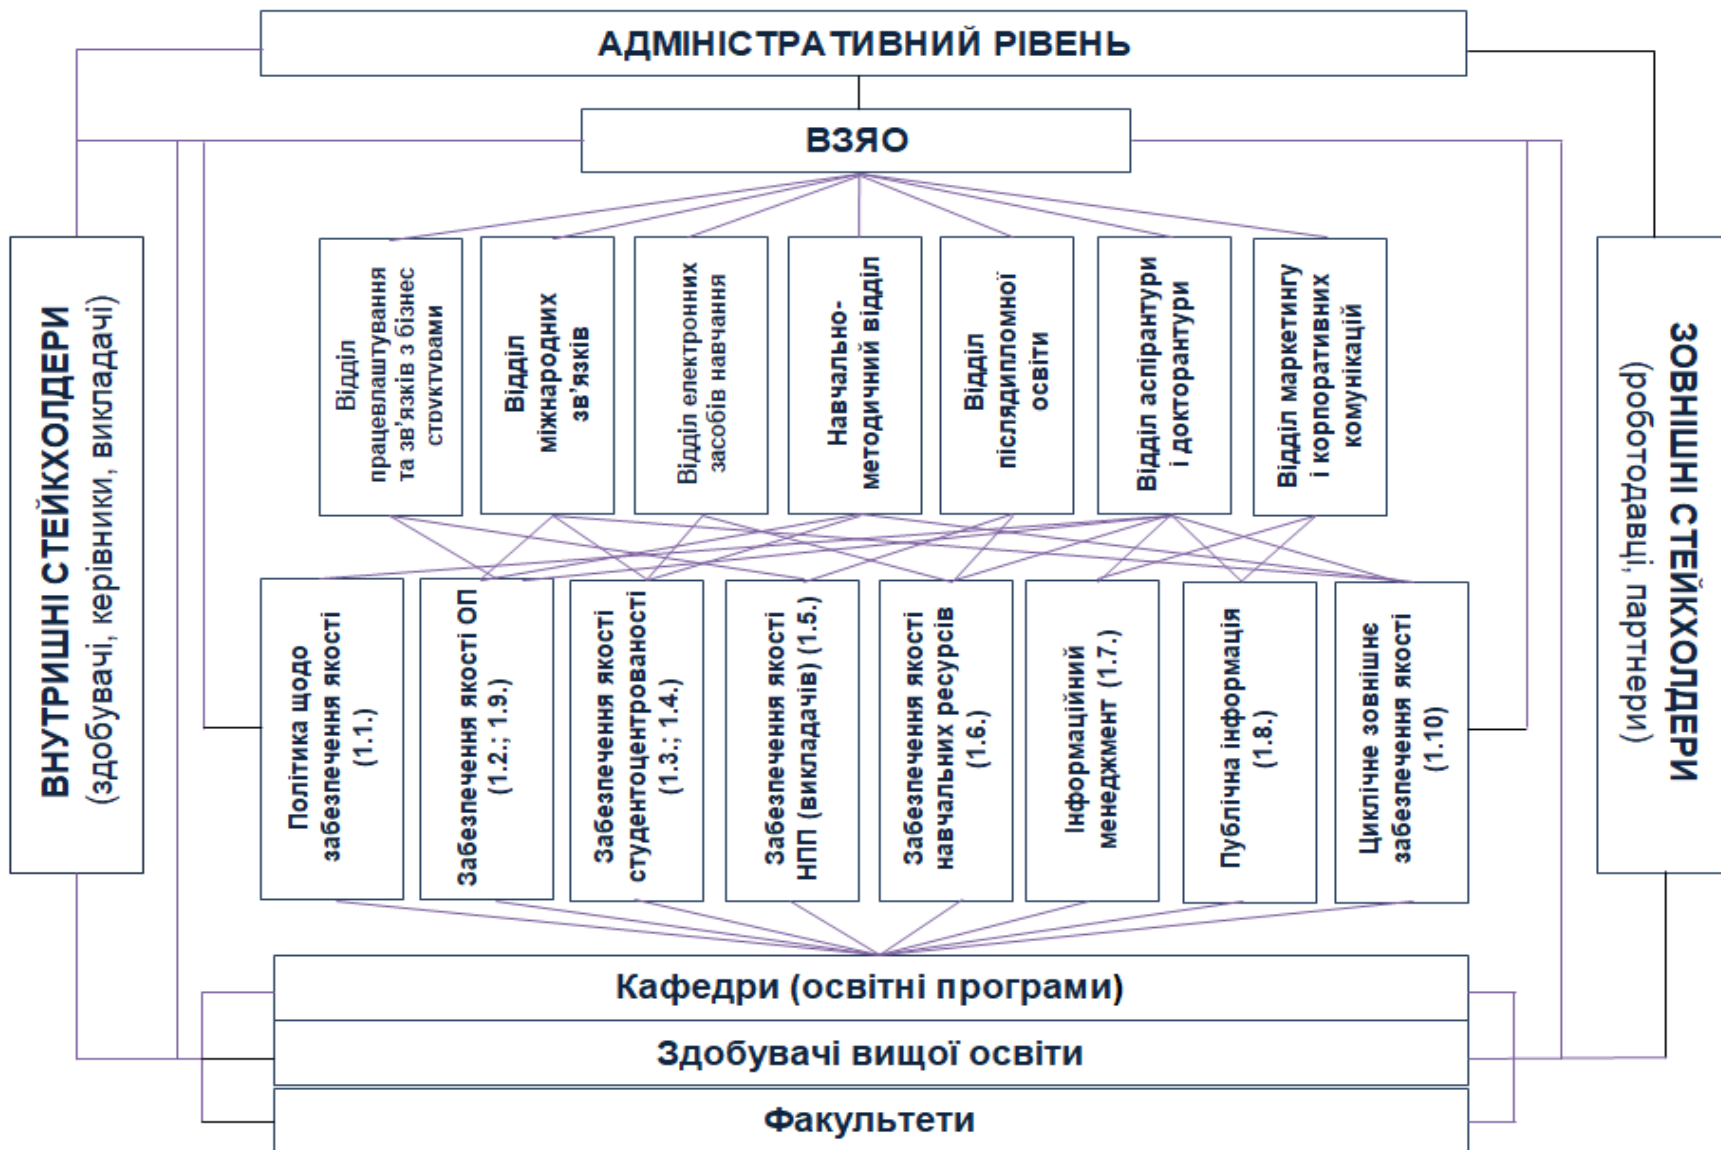 АДМІНІСТРАТИВНИЙ РІВЕНЬ
ВЗЯО
ВНУТРИШНІ СТЕЙКХОЛДЕРИ
(здобувачі, керівники, викладачі)
Відділ
працевлаштування
та зв’язків з бізнес
структурами
Відділ
міжнародних
зв’язків
Відділ електронних
засобів навчання
Навчально-
методичний відділ
Відділ
післядипломної
освіти
Відділ аспірантури
і докторантури
Відділ маркетингу
і корпоративних
комунікацій
ЗОВНІШНІ СТЕЙКХОЛДЕРИ
(роботодавці, партнери)
Політика щодо
забезпечення якості
(1.1.)
Забезпечення якості ОП
(1.2.; 1.9.)
Забезпечення якості
студентоцентрованості
(1.3.; 1.4.)
Забезпечення якості
НПП (викладачів) (1.5.)
Забезпечення якості
навчальних ресурсів
(1.6.)
Інформаційний
менеджмент (1.7.)
Публічна інформація
(1.8.)
Циклічне зовнішнє
забезпечення якості
(1.10)
Кафедри (освітні програми)
Здобувачі вищої освіти
Факультети